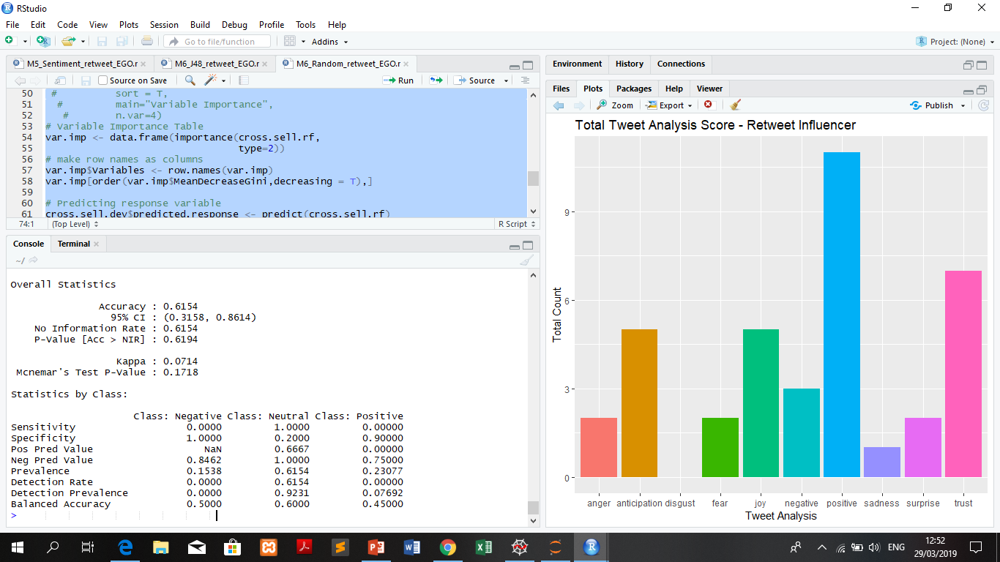 RStudio
File Edit Code View Plots Session Build Debug Profile Tools Help
Go to file/function Addins Project: (None)
M5_Sentiment_retweet_EGO.r M6_J48_retweet_EGO.r M6_Random_retweet_EGO.r
Source on Save Run Source
50 # sort = T,
51 # main="Variable Importance",
52 # n.var=4)
53 # Variable Importance Table
54 var.imp <- data.frame(importance(cross.sell.rf,
55 type=2))
56 # make row names as columns
57 var.imp$Variables <- row.names(var.imp)
58 var.imp[order(var.imp$MeanDecreaseGini,decreasing = T),]
59
60 # Predicting response variable
61 cross.sell.dev$predicted.response <- predict(cross.sell.rf)
74:1 (Top Level) R Script
Console Terminal
~/
Overall Statistics
Accuracy : 0.6154
95% CI : (0.3158, 0.8614)
No Information Rate : 0.6154
P-Value [Acc > NIR] : 0.6194
Kappa : 0.0714
Mcnemar's Test P-Value : 0.1718
Statistics by Class:
Class: Negative Class: Neutral Class: Positive
Sensitivity 0.0000 1.0000 0.00000
Specificity 1.0000 0.2000 0.90000
Pos Pred Value NaN 0.6667 0.00000
Neg Pred Value 0.8462 1.0000 0.75000
Prevalence 0.1538 0.6154 0.23077
Detection Rate 0.0000 0.6154 0.00000
Detection Prevalence 0.0000 0.9231 0.07692
Balanced Accuracy 0.5000 0.6000 0.45000
>
Environment History Connections
Files Plots Packages Help Viewer
Zoom Export Publish
Total Tweet Analysis Score - Retweet Influencer
Total Count
9
6
3
0
anger anticipation disgust fear joy negative positive sadness surprise trust
Tweet Analysis
ENG
12:52
29/03/2019